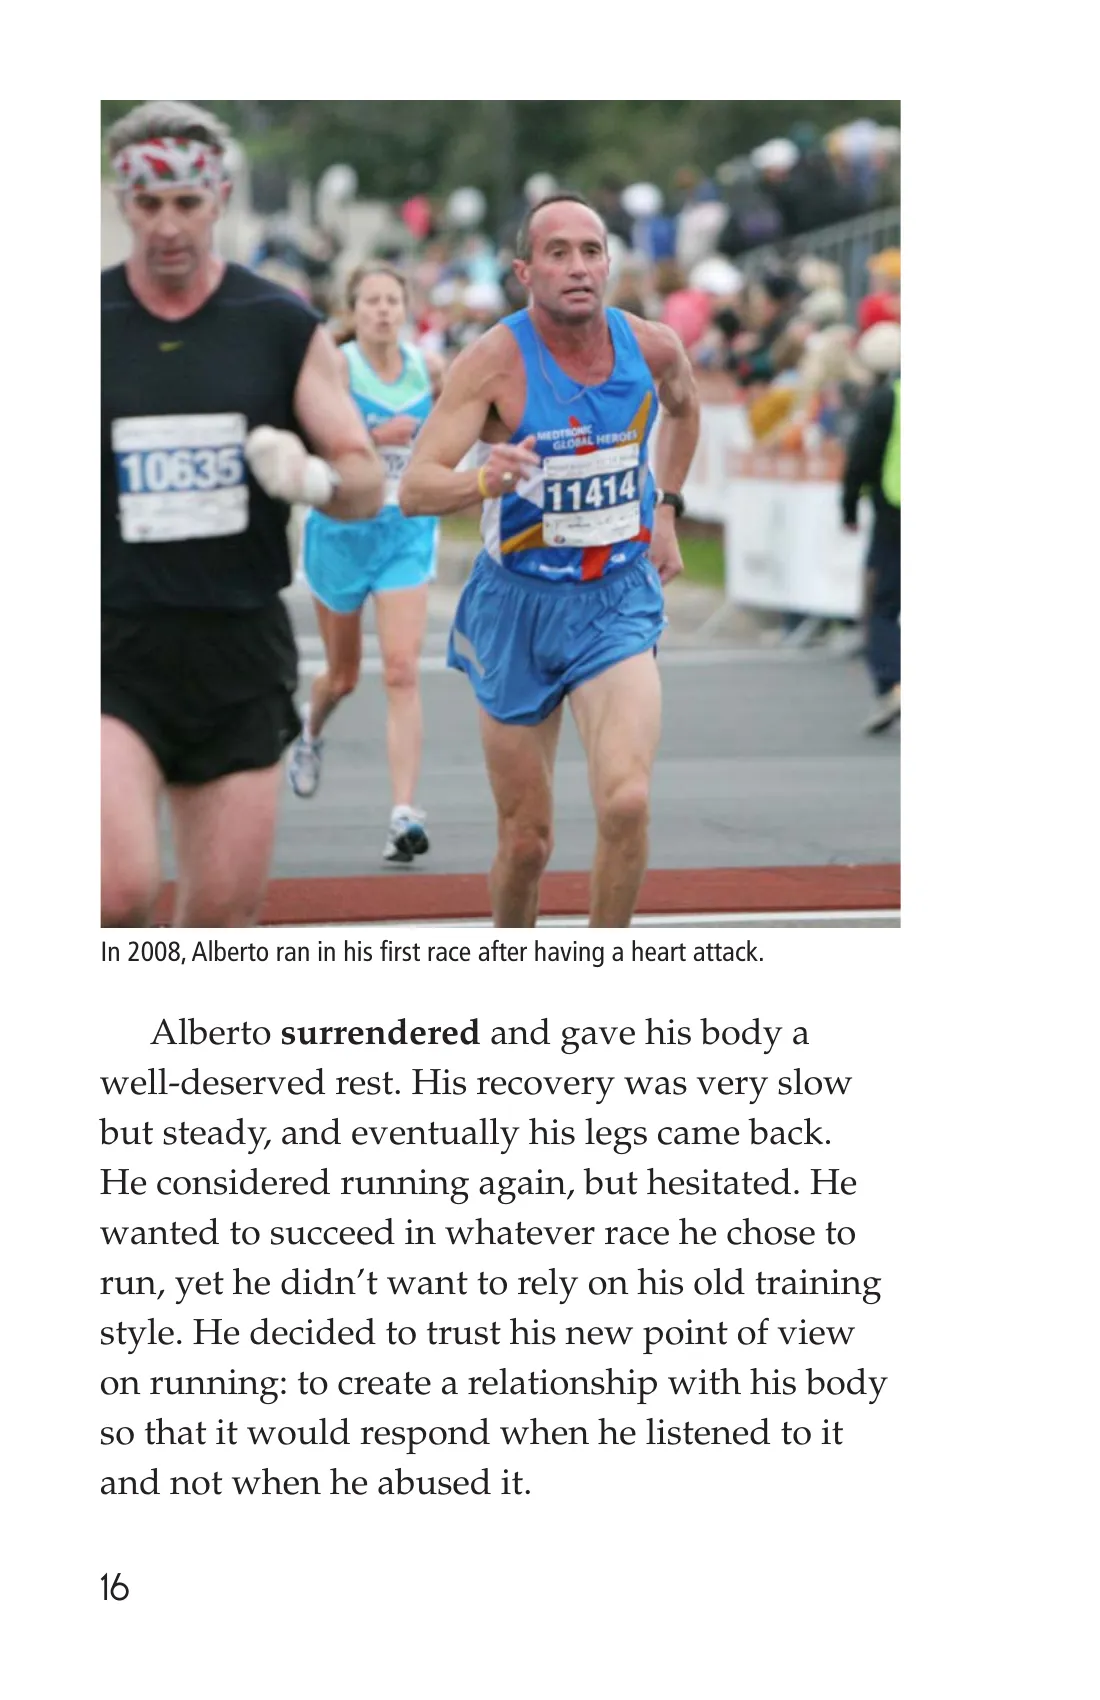 10635
MEDTRONIC
GLOBAL HEROES
11414
In 2008, Alberto ran in his first race after having a heart attack.
Alberto surrendered and gave his body a
well-deserved rest. His recovery was very slow
but steady, and eventually his legs came back.
He considered running again, but hesitated. He
wanted to succeed in whatever race he chose to
run, yet he didn’t want to rely on his old training
style. He decided to trust his new point of view
on running: to create a relationship with his body
so that it would respond when he listened to it
and not when he abused it.
16